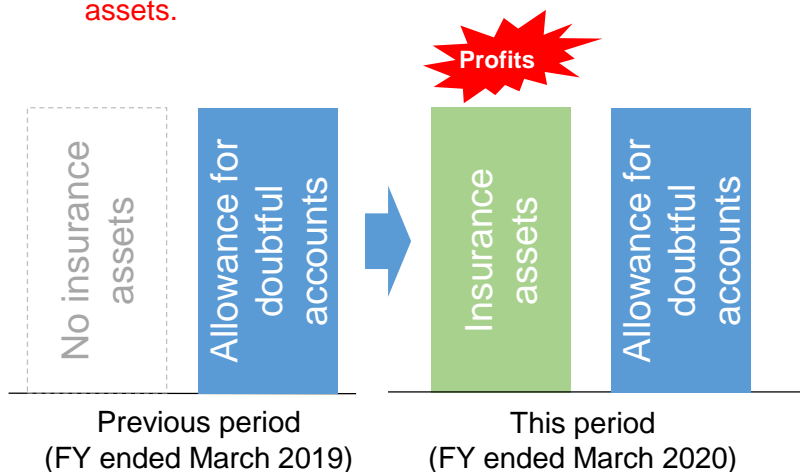 assets.
Profits
No insurance
assets
Allowance for
doubtful
accounts
Insurance
assets
Allowance for
doubtful
accounts
Previous period
(FY ended March 2019)
This period
(FY ended March 2020)